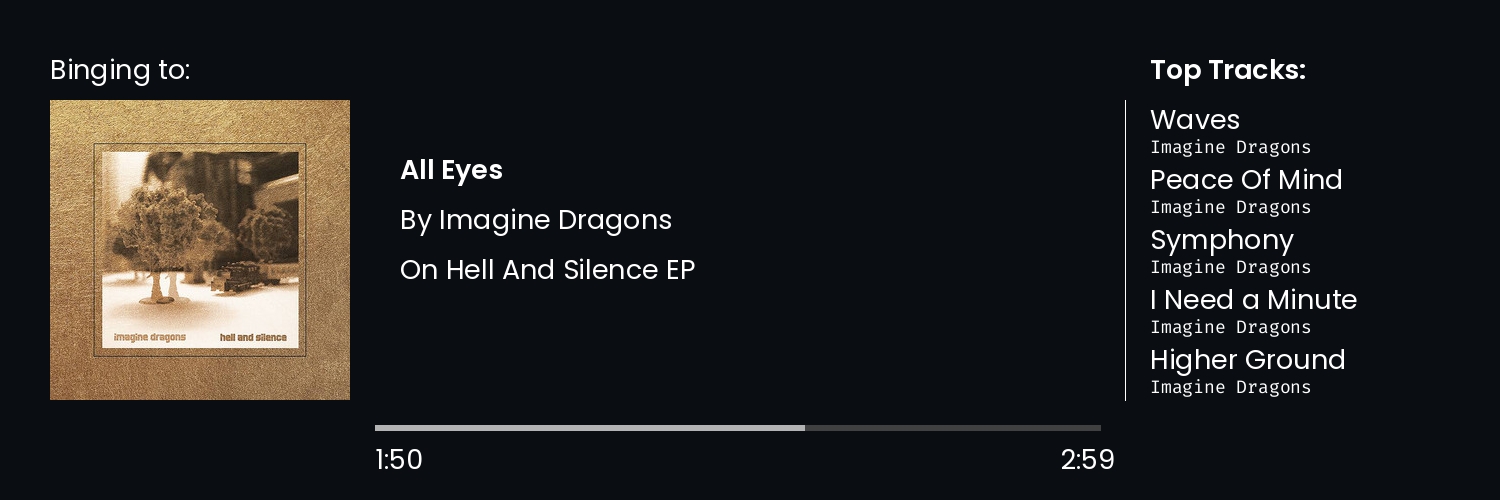 Binging to:
imagine dragons
hell and silence
All Eyes
By Imagine Dragons
On Hell And Silence EP
1:50
2:59
Top Tracks:
Waves
Imagine Dragons
Peace Of Mind
Imagine Dragons
Symphony
Imagine Dragons
I Need a Minute
Imagine Dragons
Higher Ground
Imagine Dragons